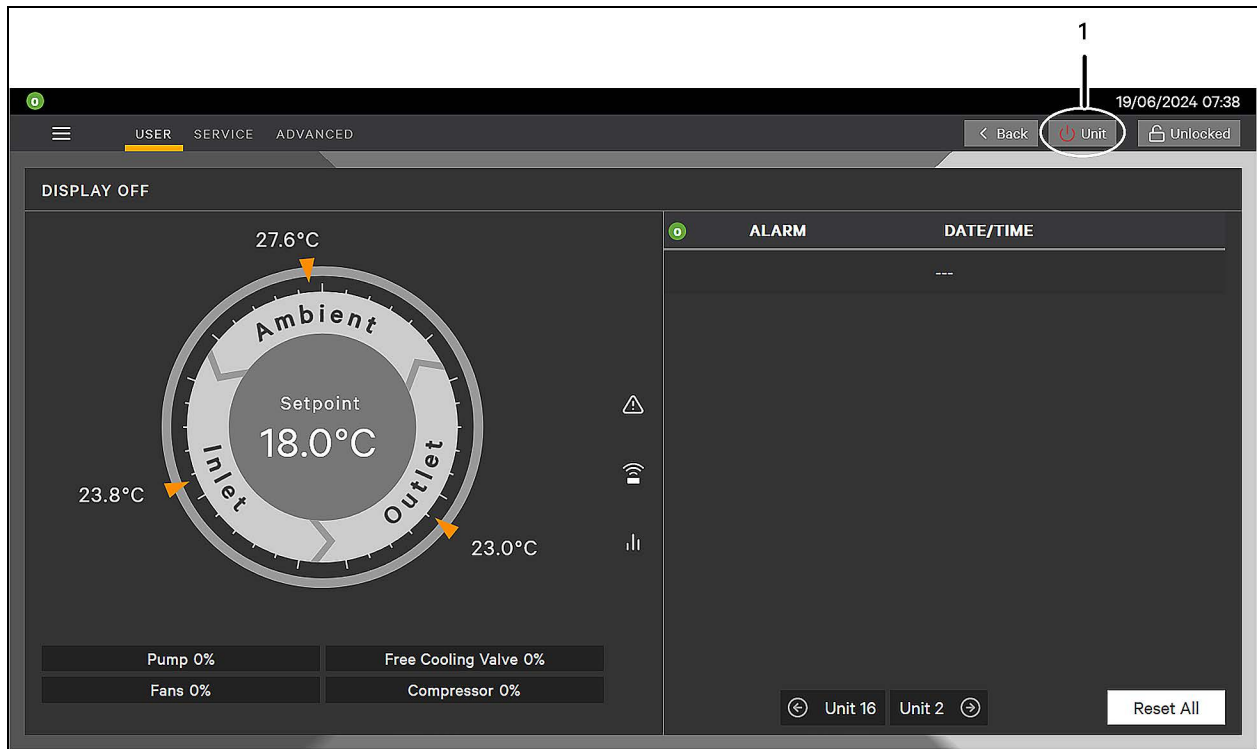 1
0
19/06/2024 07:38
USER SERVICE ADVANCED
Back Unit Unlocked
DISPLAY OFF
27.6°C
Ambient
Setpoint
18.0°C
Inlet
Outlet
23.8°C
23.0°C
Pump 0% Free Cooling Valve 0%
Fans 0% Compressor 0%
0 ALARM DATE/TIME
---
Unit 16 Unit 2
Reset All